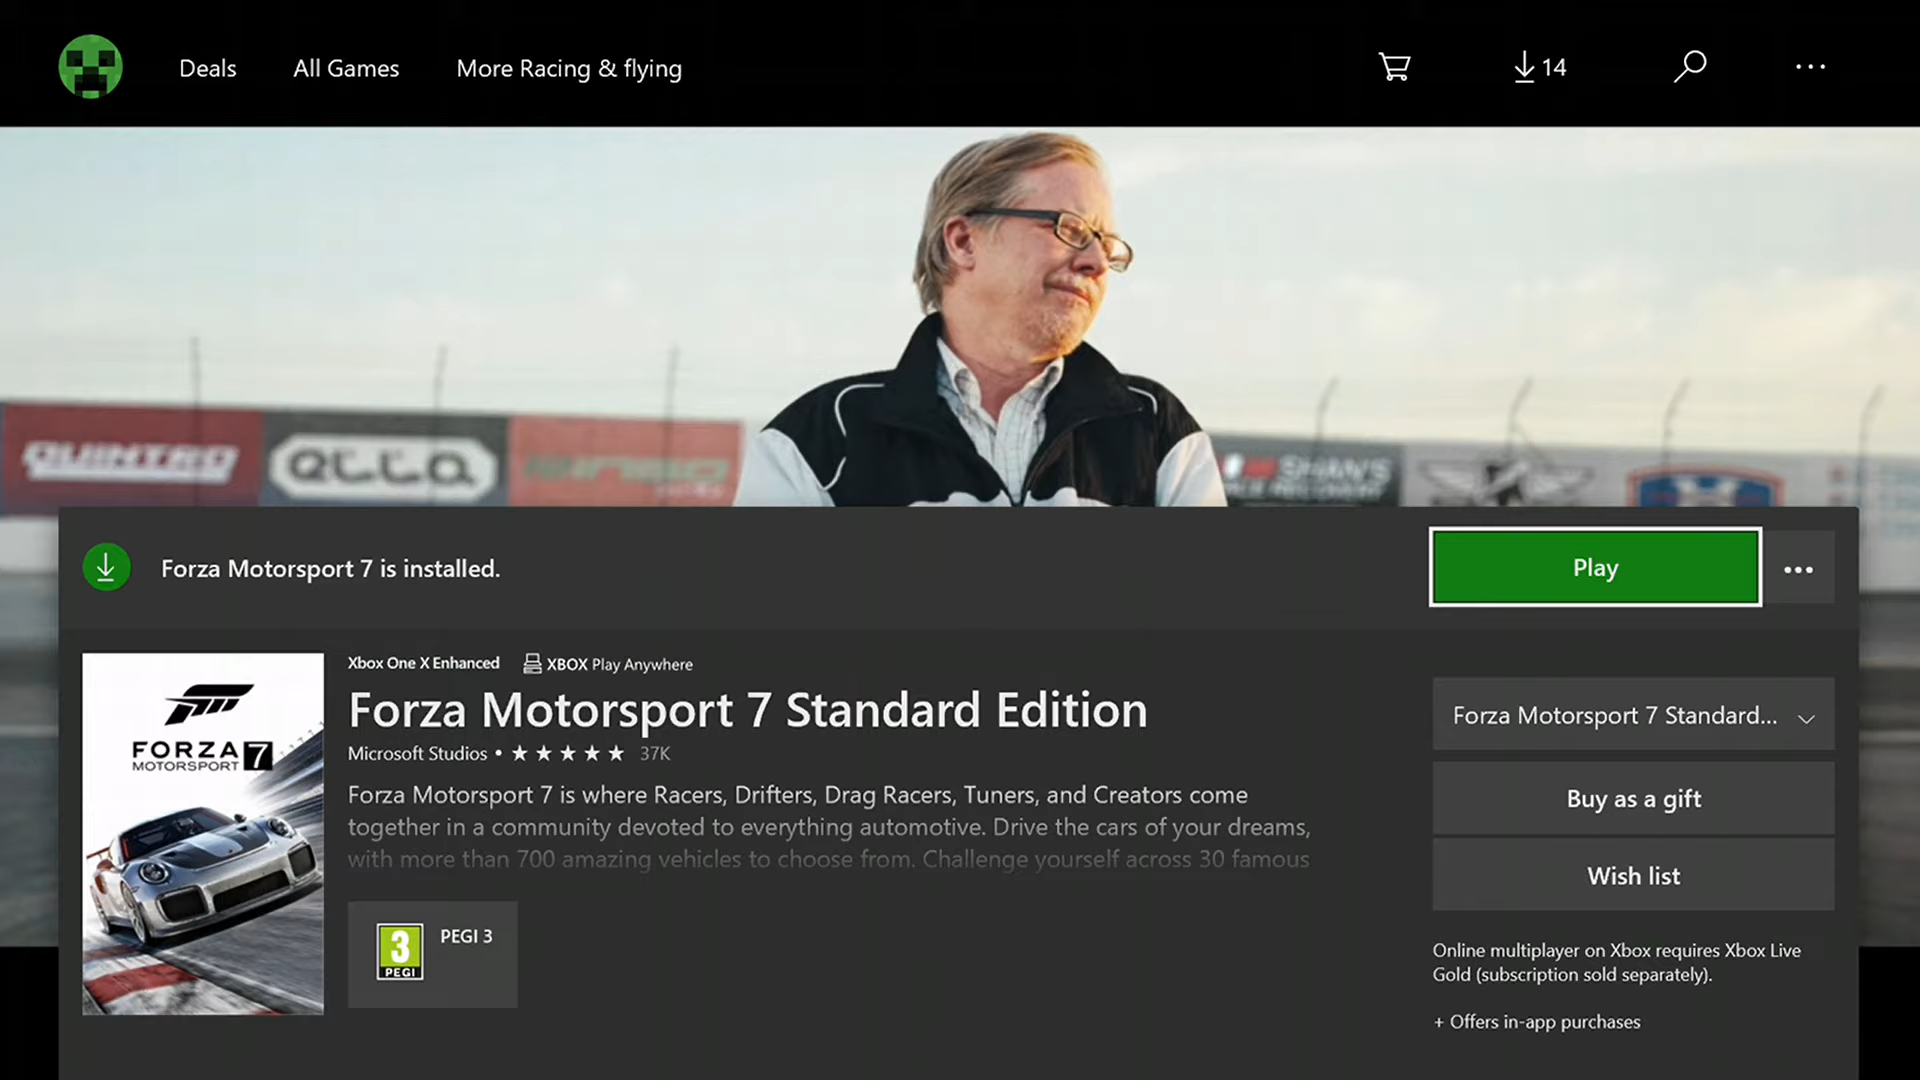 Deals
All Games
More Racing & flying
14
QUINTRO
Forza Motorsport 7 is installed.
Play
Xbox One X Enhanced
XBOX Play Anywhere
Forza Motorsport 7 Standard Edition
Microsoft Studios • ★ ★ ★ ★ ★ 37K
Forza Motorsport 7 is where Racers, Drifters, Drag Racers, Tuners, and Creators come
together in a community devoted to everything automotive. Drive the cars of your dreams,
with more than 700 amazing vehicles to choose from. Challenge yourself across 30 famous
FORZA
MOTORSPORT 7
3
PEGI
PEGI 3
Forza Motorsport 7 Standard...
Buy as a gift
Wish list
Online multiplayer on Xbox requires Xbox Live
Gold (subscription sold separately).
+ Offers in-app purchases